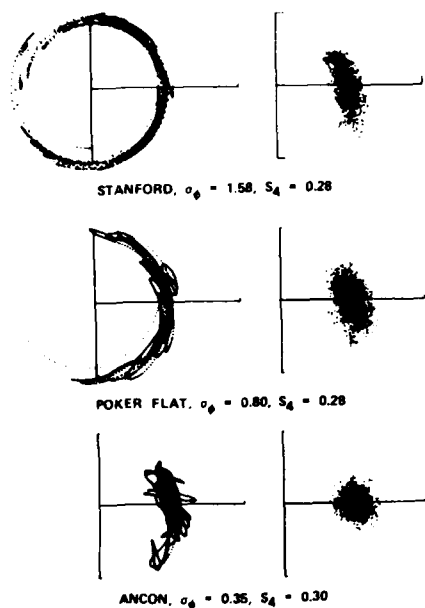 STANFORD, σϕ = 1.58, S4 = 0.28
POKER FLAT, σϕ = 0.80, S4 = 0.28
ANCON, σϕ = 0.35, S4 = 0.30